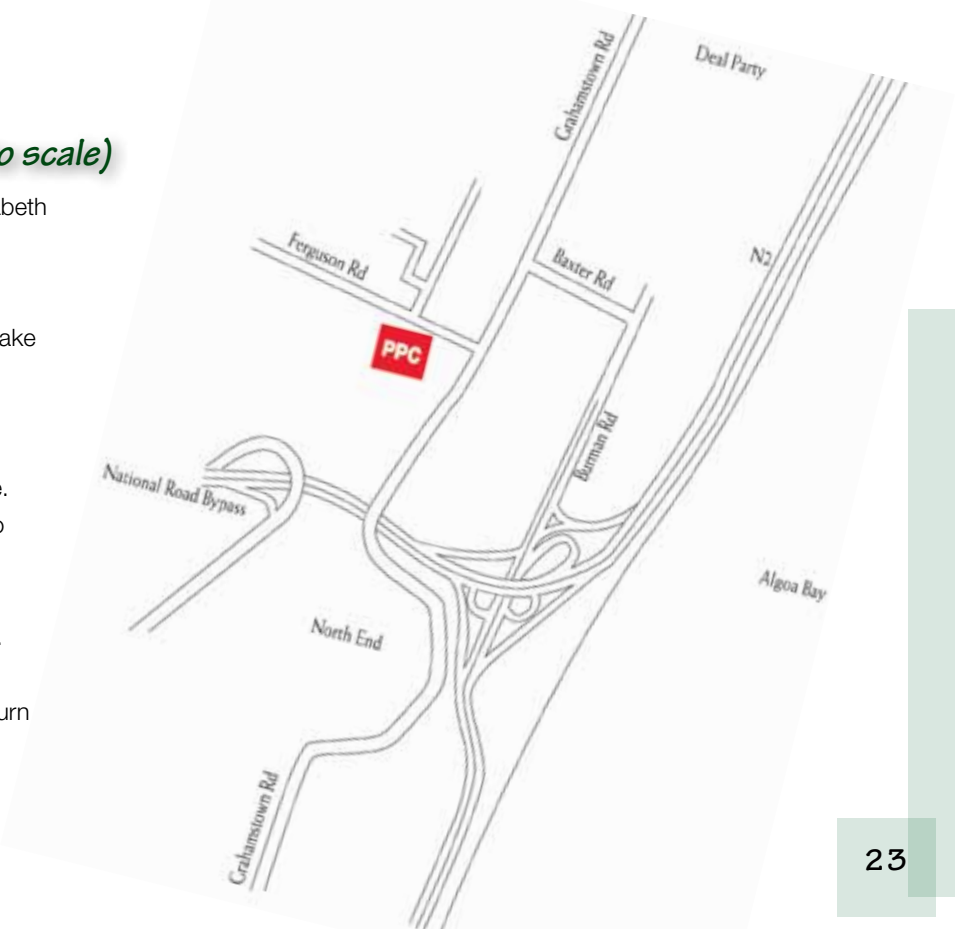 o scale)
beth
ake
e.
o
urn
Deal Party
Grahamstown Rd
N2
Ferguson Rd
Baxter Rd
PPC
Burman Rd
National Road Bypass
Algoa Bay
North End
Grahamstown Rd
23